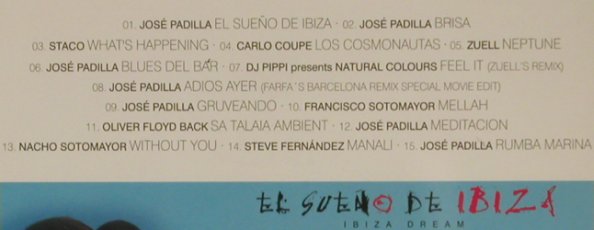 01. JOSÉ PADILLA EL SUEÑO DE IBIZA · 02. JOSÉ PADILLA BRISA
03. STACO WHAT'S HAPPENING · 04. CARLO COUPE LOS COSMONAUTAS · 05. ZUELL NEPTUNE
06. JOSÉ PADILLA BLUES DEL BAR · 07. DJ PIPPI presents NATURAL COLOURS FEEL IT (ZUELL'S REMIX)
08. JOSÉ PADILLA ADIOS AYER (FARFA´S BARCELONA REMIX SPECIAL MOVIE EDIT)
09. JOSÉ PADILLA GRUVEANDO · 10. FRANCISCO SOTOMAYOR MELLAH
11. OLIVER FLOYD BACK SA TALAIA AMBIENT · 12. JOSÉ PADILLA MEDITACION
13. NACHO SOTOMAYOR WITHOUT YOU · 14. STEVE FERNÁNDEZ MANALI · 15. JOSÉ PADILLA RUMBA MARINA
EL SUEÑO DE IBIZA
IBIZA DREAM